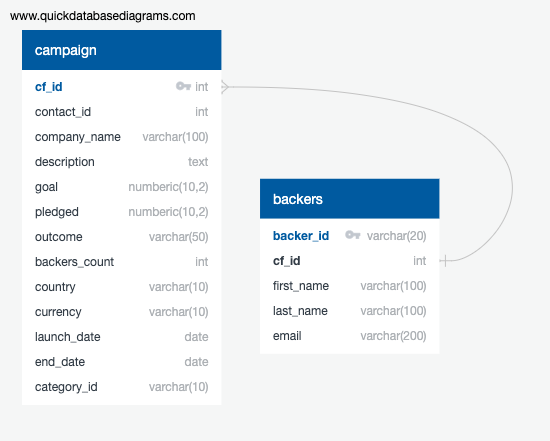 www.quickdatabasediagrams.com
campaign
cf_id int
contact_id int
company_name varchar(100)
description text
goal numberic(10,2)
pledged numberic(10,2)
outcome varchar(50)
backers_count int
country varchar(10)
currency varchar(10)
launch_date date
end_date date
category_id varchar(10)
backers
backer_id varchar(20)
cf_id int
first_name varchar(100)
last_name varchar(100)
email varchar(200)